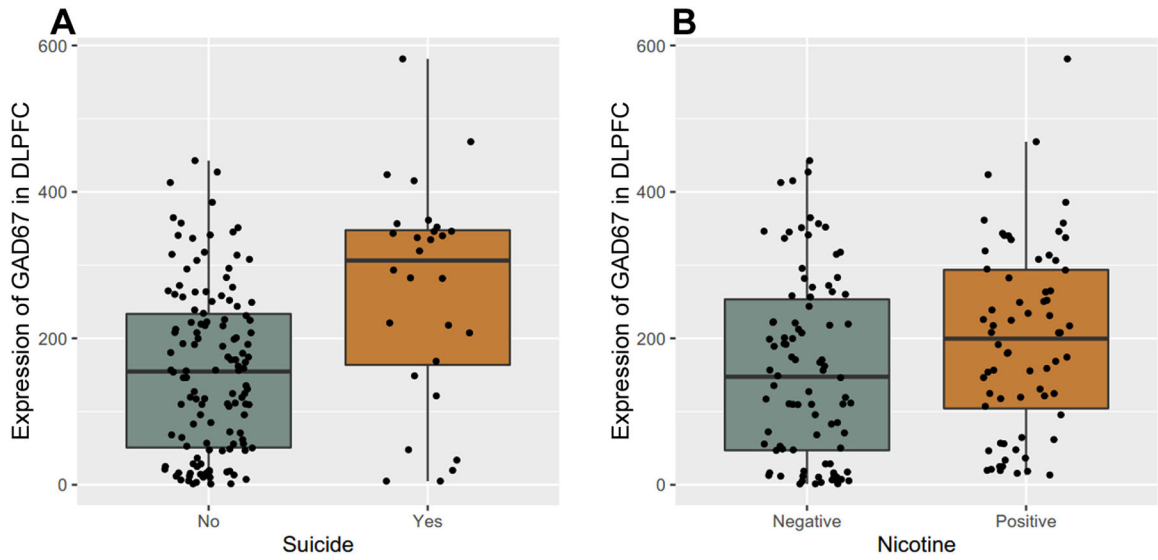 A
Expression of GAD67 in DLPFC
600
400
200
0
No
Yes
Suicide
B
Expression of GAD67 in DLPFC
600
400
200
0
Negative
Positive
Nicotine